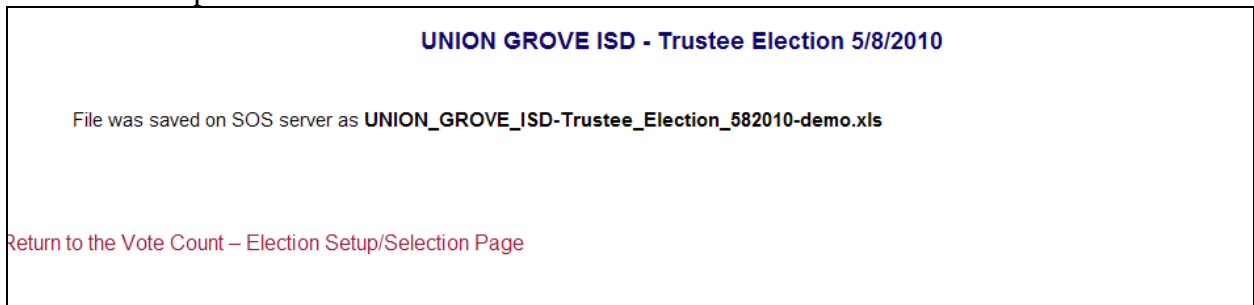 UNION GROVE ISD - Trustee Election 5/8/2010
File was saved on SOS server as UNION_GROVE_ISD-Trustee_Election_582010-demo.xls
Return to the Vote Count – Election Setup/Selection Page